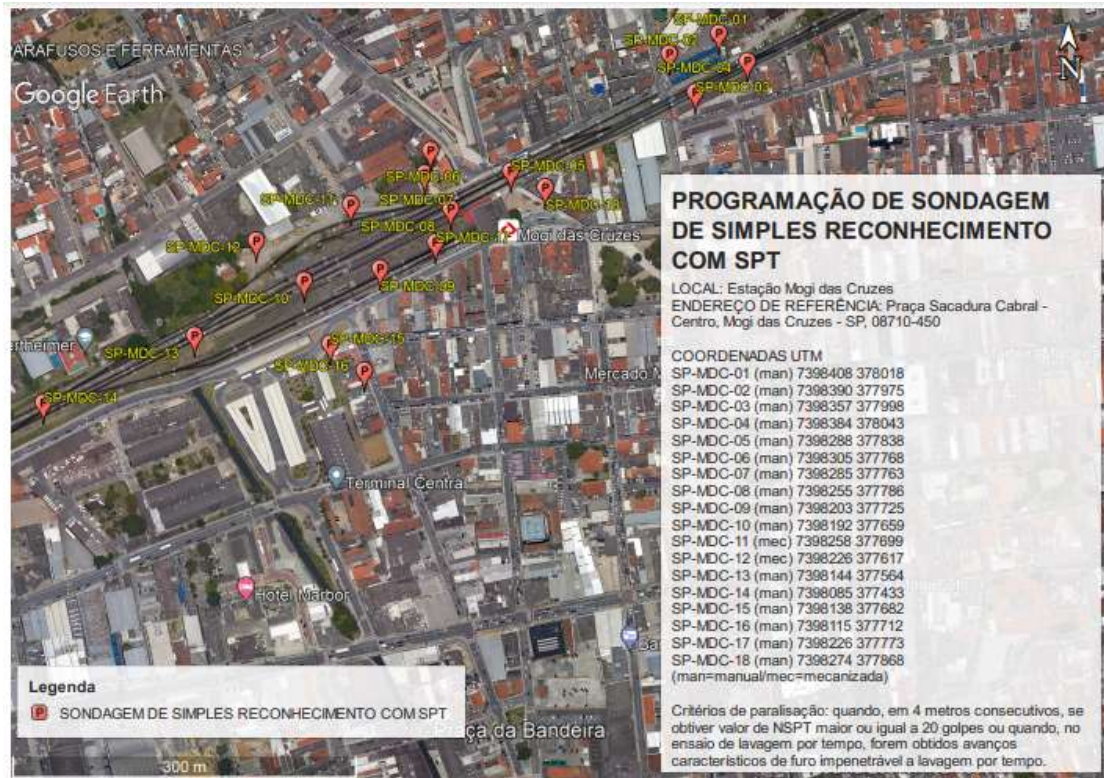 PARAFUSOS E FERRAMENTAS
Google Earth
SP-MDC-01
SP-MDC-02
SP-MDC-04
SP-MDC-03
SP-MDC-05
SP-MDC-06
SP-MDC-07
SP-MDC-18
SP-MDC-11
SP-MDC-08
SP-MDC-17
Mogi das Cruzes
SP-MDC-12
SP-MDC-09
SP-MDC-10
ertheimer
SP-MDC-13
SP-MDC-15
SP-MDC-16
Mercado M
SP-MDC-14
Terminal Central
Hotel Marbor
Ba
ça da Bandeira
300 m
N
Legenda
SONDAGEM DE SIMPLES RECONHECIMENTO COM SPT
PROGRAMAÇÃO DE SONDAGEM
DE SIMPLES RECONHECIMENTO
COM SPT
LOCAL: Estação Mogi das Cruzes
ENDEREÇO DE REFERÊNCIA: Praça Sacadura Cabral -
Centro, Mogi das Cruzes - SP, 08710-450
COORDENADAS UTM
SP-MDC-01 (man) 7398408 378018
SP-MDC-02 (man) 7398390 377975
SP-MDC-03 (man) 7398357 377998
SP-MDC-04 (man) 7398384 378043
SP-MDC-05 (man) 7398288 377838
SP-MDC-06 (man) 7398305 377768
SP-MDC-07 (man) 7398285 377763
SP-MDC-08 (man) 7398255 377786
SP-MDC-09 (man) 7398203 377725
SP-MDC-10 (man) 7398192 377659
SP-MDC-11 (mec) 7398258 377699
SP-MDC-12 (mec) 7398226 377617
SP-MDC-13 (man) 7398144 377564
SP-MDC-14 (man) 7398085 377433
SP-MDC-15 (man) 7398138 377682
SP-MDC-16 (man) 7398115 377712
SP-MDC-17 (man) 7398226 377773
SP-MDC-18 (man) 7398274 377868
(man=manual/mec=mecanizada)
Critérios de paralisação: quando, em 4 metros consecutivos, se
obtiver valor de NSPT maior ou igual a 20 golpes ou quando, no
ensaio de lavagem por tempo, forem obtidos avanços
característicos de furo impenetrável a lavagem por tempo.